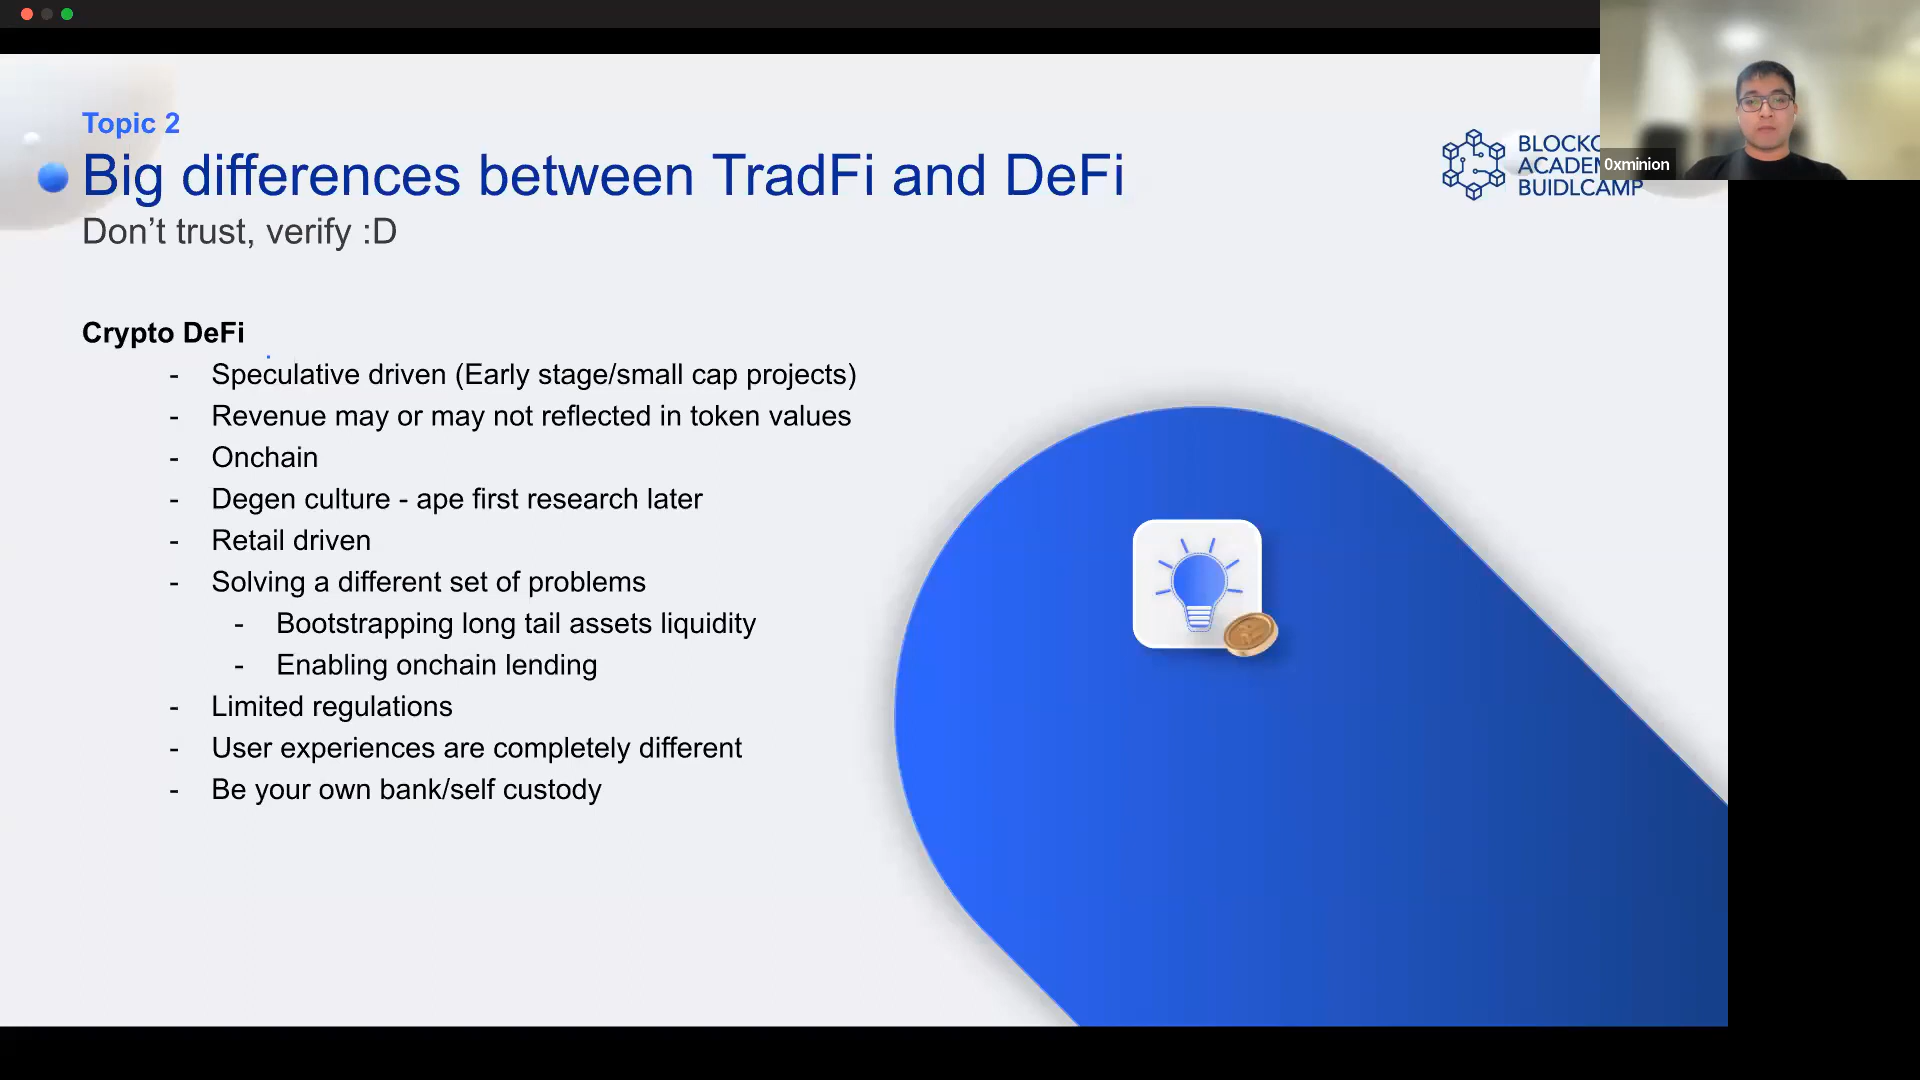 Topic 2
Big differences between TradFi and DeFi
Don’t trust, verify :D
BLOCKC
ACADEM
BUIDLCAMP
0xminion
Crypto DeFi
- Speculative driven (Early stage/small cap projects)
- Revenue may or may not reflected in token values
- Onchain
- Degen culture - ape first research later
- Retail driven
- Solving a different set of problems
- Bootstrapping long tail assets liquidity
- Enabling onchain lending
- Limited regulations
- User experiences are completely different
- Be your own bank/self custody